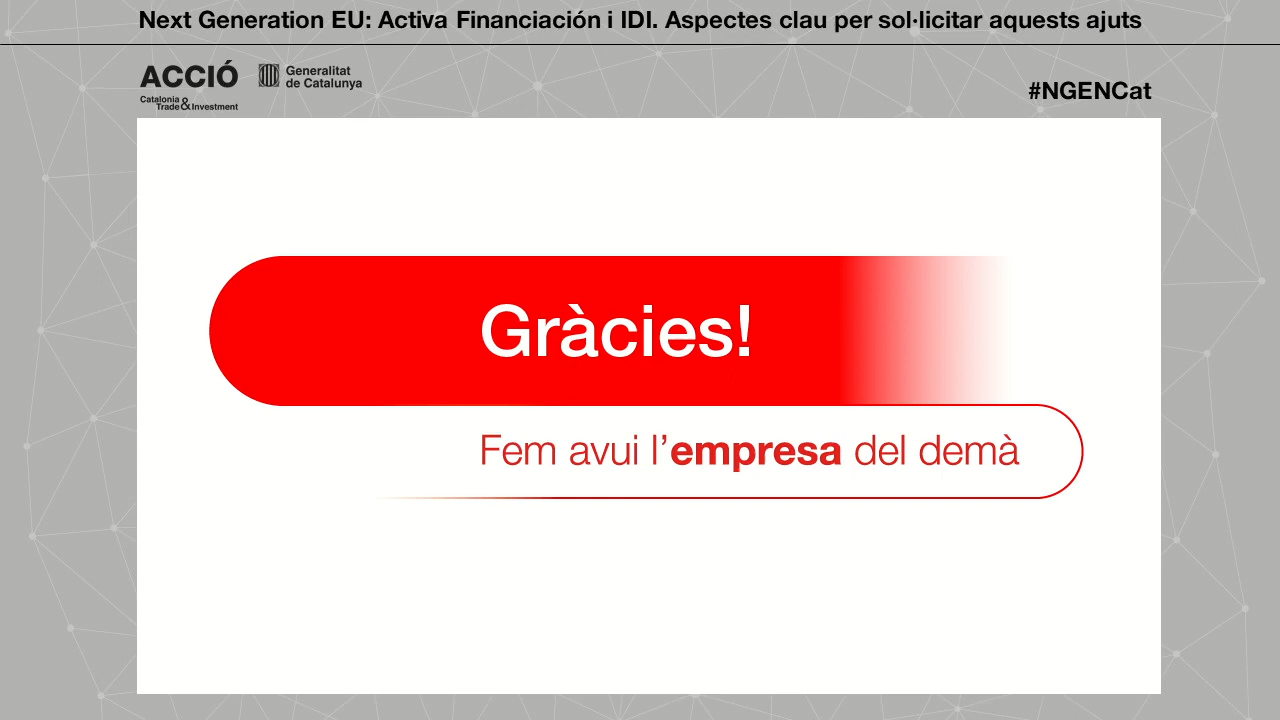 Next Generation EU: Activa Financiación i IDI. Aspectes clau per sol·licitar aquests ajuts
ACCIÓ
Catalonia
Trade & Investment
Generalitat
de Catalunya
#NGENCat
Gràcies!
Fem avui l’empresa del demà